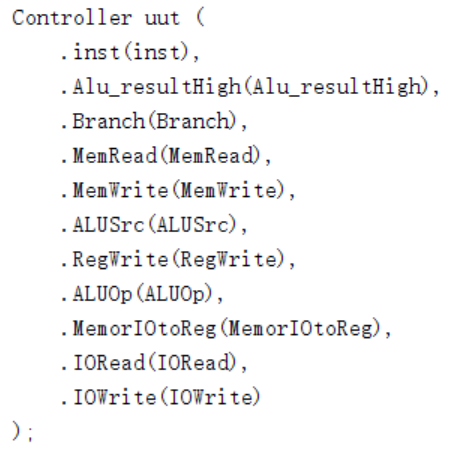 Controller uut (
    .inst(inst),
    .Alu_resultHigh(Alu_resultHigh),
    .Branch(Branch),
    .MemRead(MemRead),
    .MemWrite(MemWrite),
    .ALUSrc(ALUSrc),
    .RegWrite(RegWrite),
    .ALUOp(ALUOp),
    .MemorIOtoReg(MemorIOtoReg),
    .IORead(IORead),
    .IOWrite(IOWrite)
);